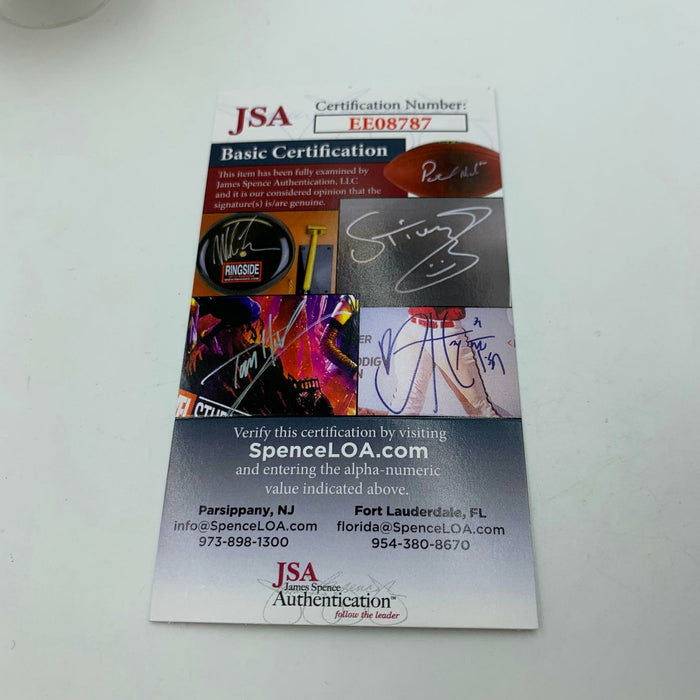 JSA
Certification Number:
EE08787
Basic Certification
This item has been fully examined by
James Spence Authentication, LLC
and it is our considered opinion that the
signature(s) is/are genuine.
RINGSIDE
ER
ODIG
N
Verify this certification by visiting
SpenceLOA.com
and entering the alpha-numeric
value indicated above.
Parsippany, NJ
info@SpenceLOA.com
973-898-1300
Fort Lauderdale, FL
florida@SpenceLOA.com
954-380-8670
JSA
James Spence
Authentication™
follow the leader